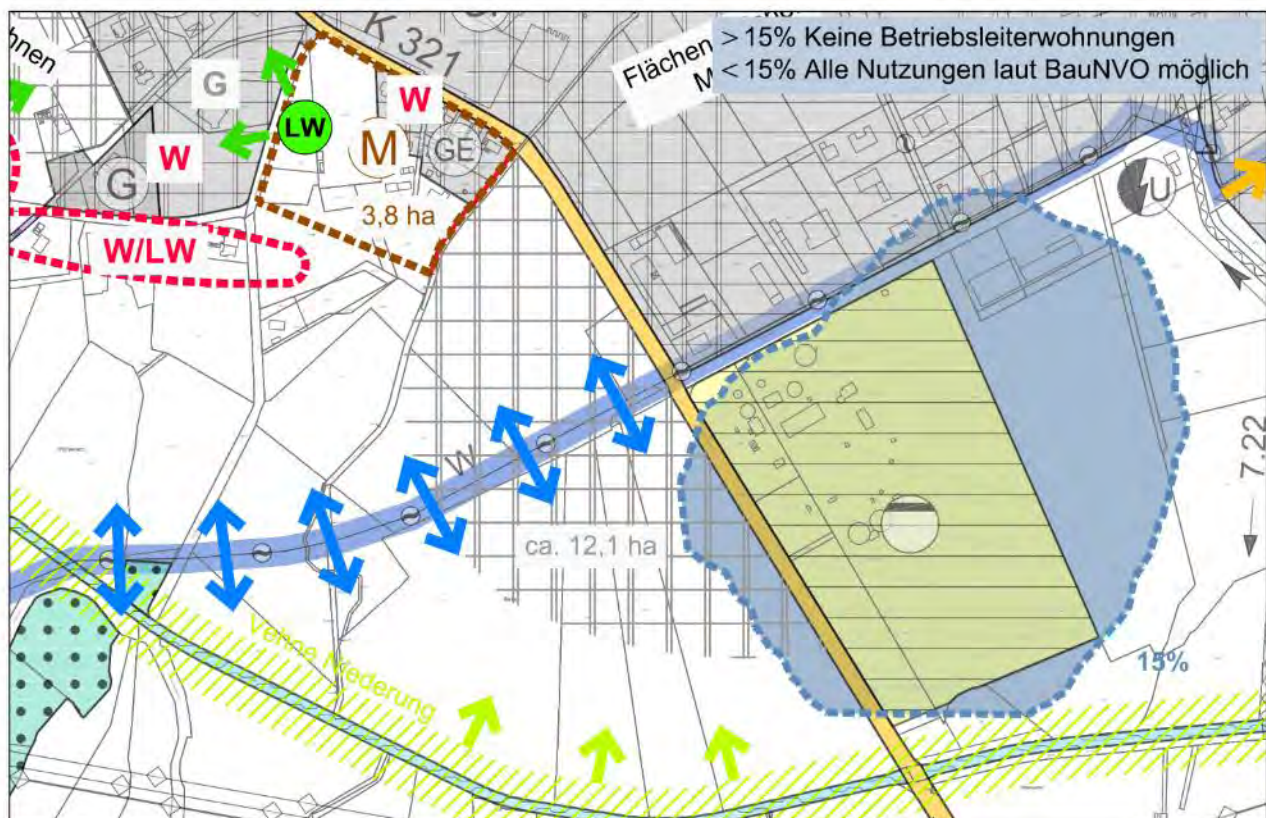 K 321
Flächen
> 15% Keine Betriebsleiterwohnungen
< 15% Alle Nutzungen laut BauNVO möglich
hnen
G
W
LW
M
GE
U
G
W
3,8 ha
W/LW
W
7.22
ca. 12,1 ha
Vehne Niederung
15%